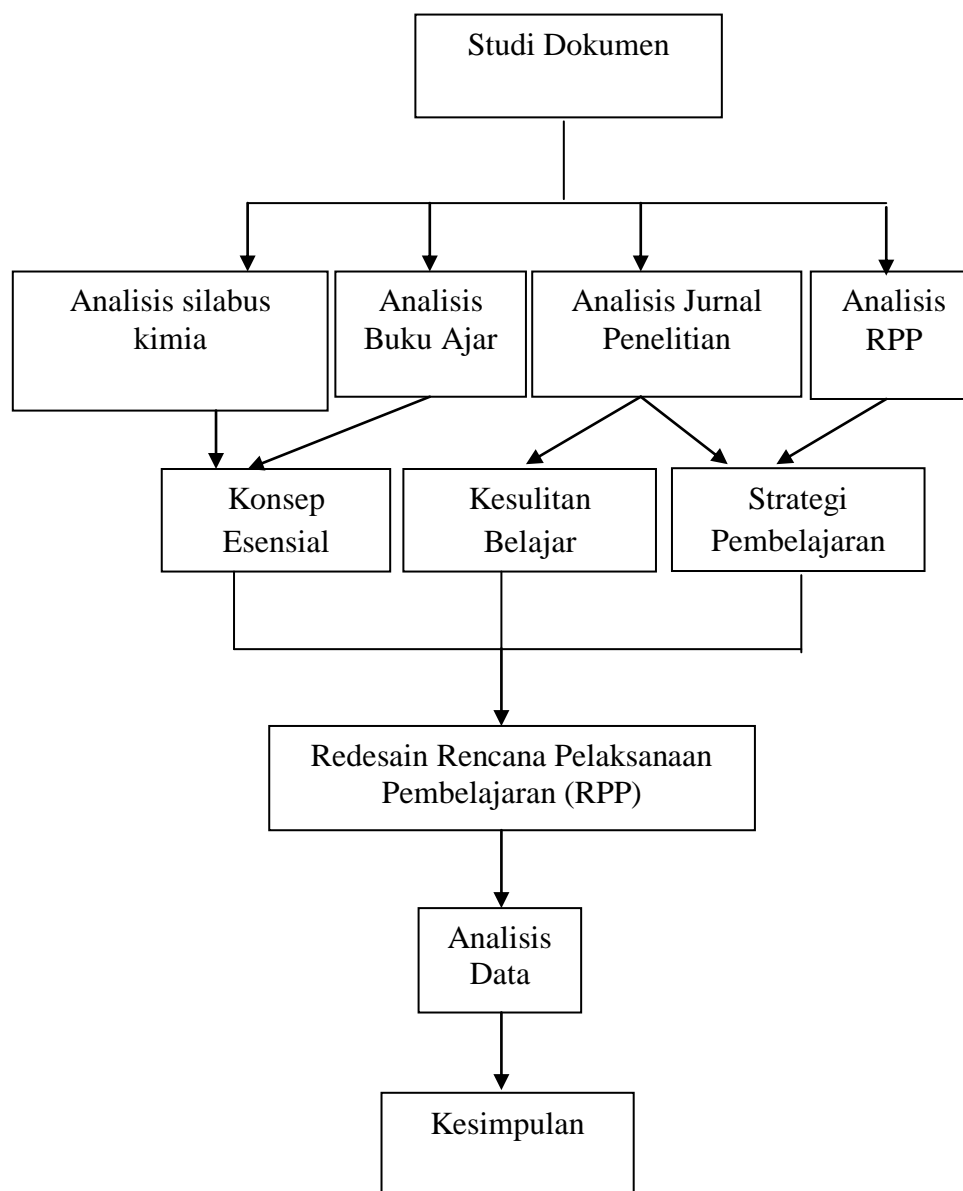 Studi Dokumen
Analisis silabus
kimia
Analisis
Buku Ajar
Analisis Jurnal
Penelitian
Analisis
RPP
Konsep
Esensial
Kesulitan
Belajar
Strategi
Pembelajaran
Redesain Rencana Pelaksanaan
Pembelajaran (RPP)
Analisis
Data
Kesimpulan